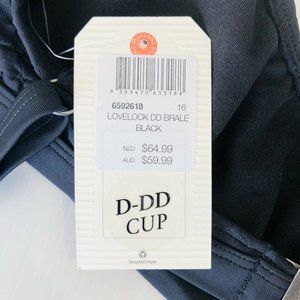 9 353470 653188
6592618 16
LOVELOCK DD BRALE
BLACK
NZD $64.99
AUD $59.99
D-DD
CUP
Recycled Paper